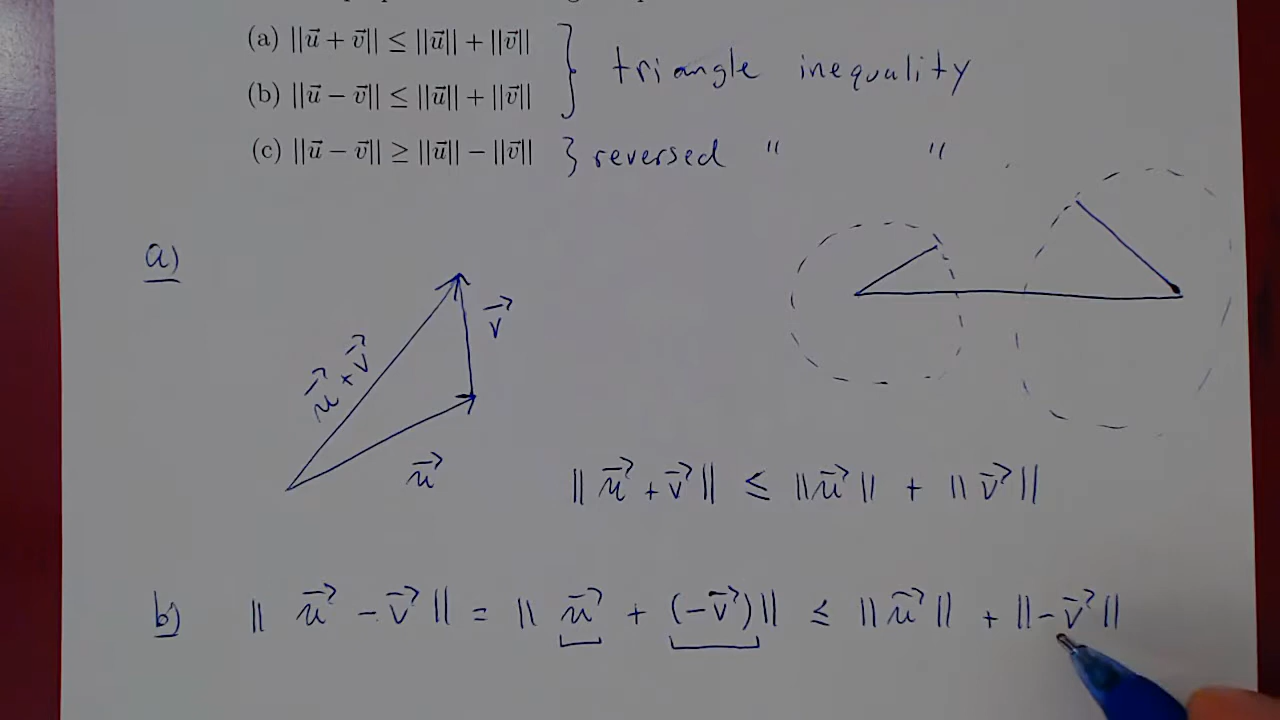 (a) ||u⃗ + v⃗|| ≤ ||u⃗|| + ||v⃗||
(b) ||u⃗ − v⃗|| ≤ ||u⃗|| + ||v⃗||
} triangle inequality
(c) ||u⃗ − v⃗|| ≥ ||u⃗|| − ||v⃗|| } reversed " "
a)
v⃗
u⃗ + v⃗
u⃗
||u⃗ + v⃗|| ≤ ||u⃗|| + ||v⃗||
b) ||u⃗ − v⃗|| = ||u⃗ + (−v⃗)|| ≤ ||u⃗|| + ||−v⃗||